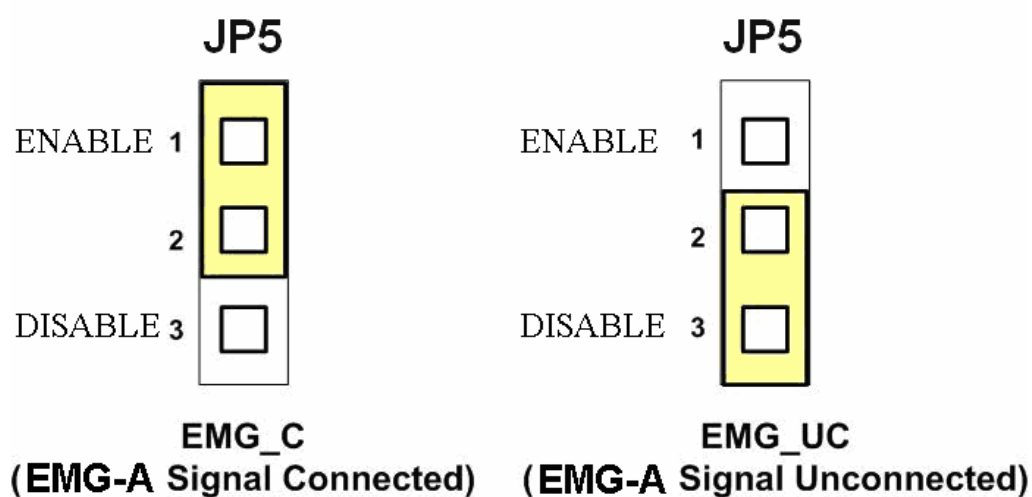 JP5
ENABLE 1
2
DISABLE 3
EMG_C
(EMG-A Signal Connected)
JP5
ENABLE 1
2
DISABLE 3
EMG_UC
(EMG-A Signal Unconnected)